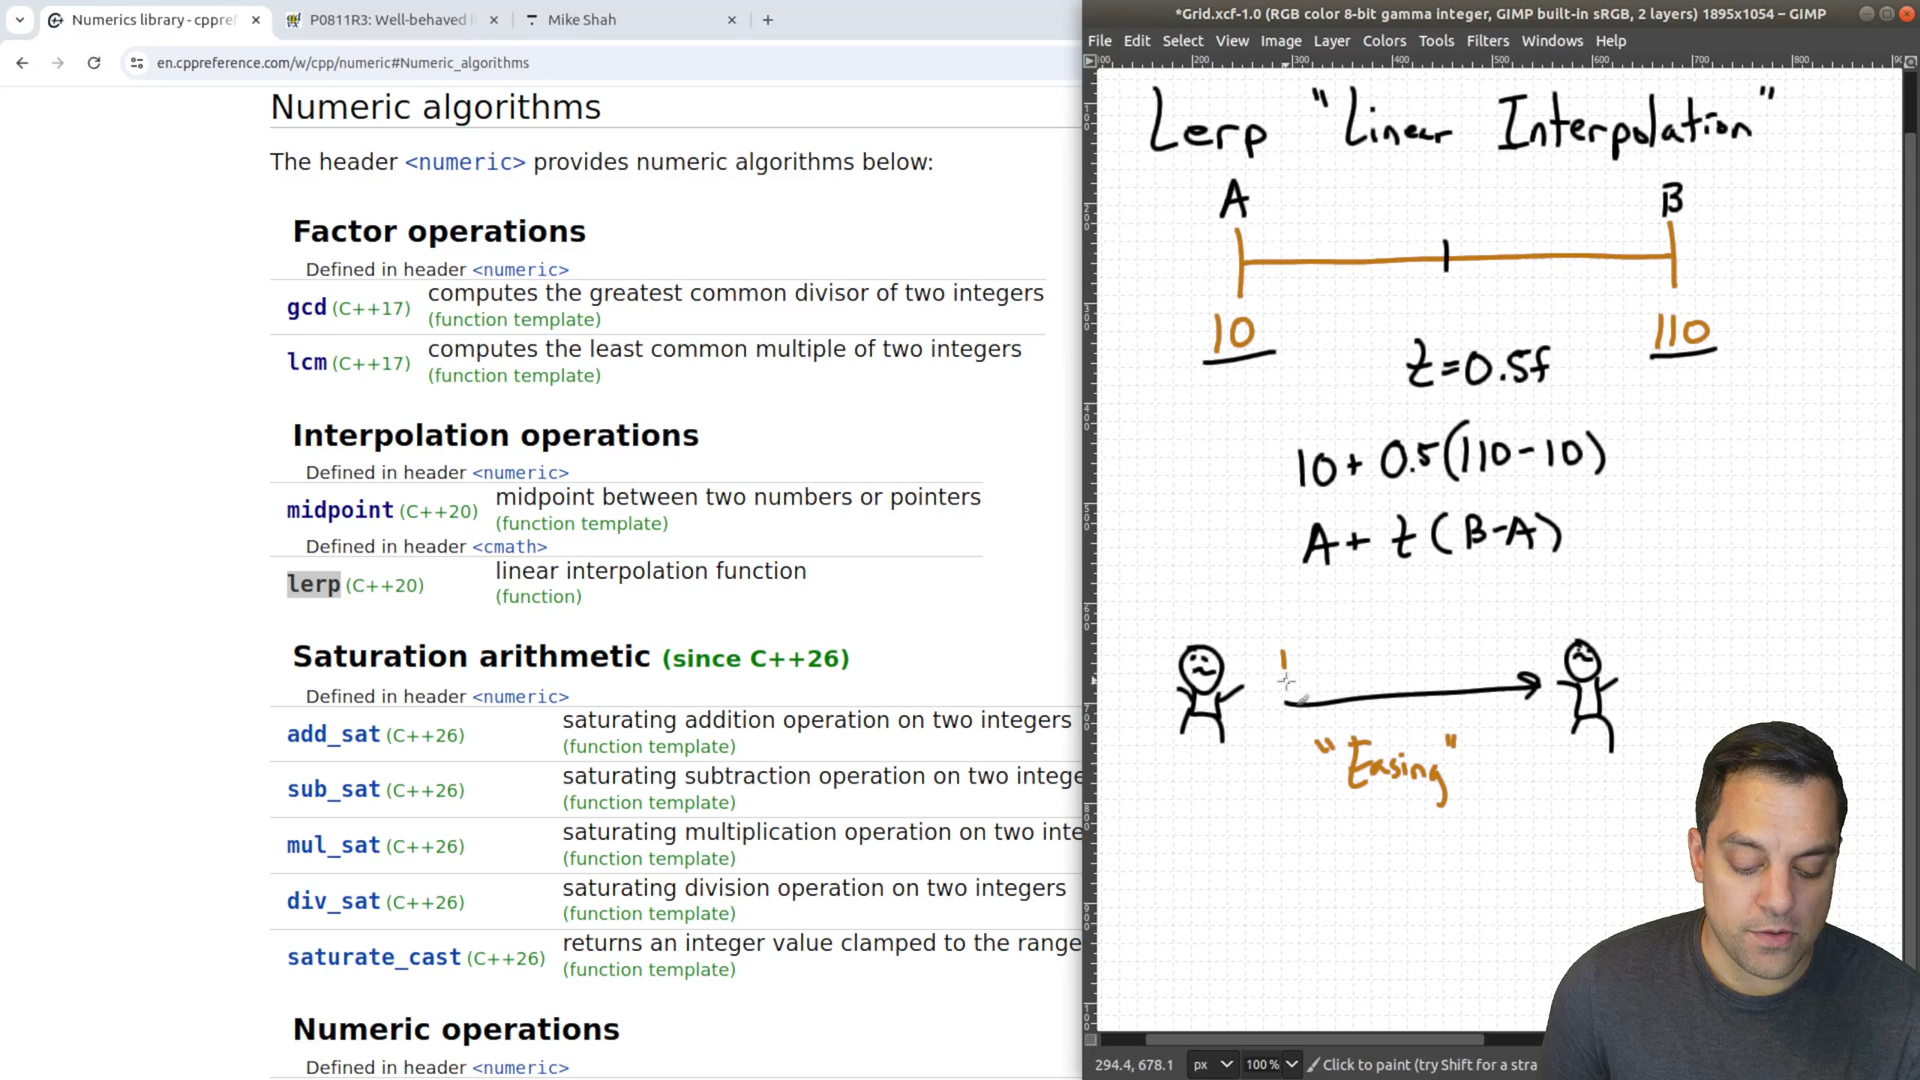 Numerics library - cppref
P0811R3: Well-behaved i
Mike Shah
en.cppreference.com/w/cpp/numeric#Numeric_algorithms
Numeric algorithms
The header <numeric> provides numeric algorithms below:
Factor operations
Defined in header <numeric>
gcd (C++17) computes the greatest common divisor of two integers
(function template)
lcm (C++17) computes the least common multiple of two integers
(function template)
Interpolation operations
Defined in header <numeric>
midpoint (C++20) midpoint between two numbers or pointers
(function template)
Defined in header <cmath>
lerp (C++20) linear interpolation function
(function)
Saturation arithmetic (since C++26)
Defined in header <numeric>
add_sat (C++26) saturating addition operation on two integers
(function template)
sub_sat (C++26) saturating subtraction operation on two intege
(function template)
mul_sat (C++26) saturating multiplication operation on two inte
(function template)
div_sat (C++26) saturating division operation on two integers
(function template)
saturate_cast (C++26) returns an integer value clamped to the range
(function template)
Numeric operations
Defined in header <numeric>
*Grid.xcf-1.0 (RGB color 8-bit gamma integer, GIMP built-in sRGB, 2 layers) 1895x1054 – GIMP
File Edit Select View Image Layer Colors Tools Filters Windows Help
200 300 400 500 600 700 800
Lerp "Linear Interpolation"
A B
10 110
t=0.5f
10+ 0.5(110-10)
A+ t(B-A)
"Easing"
294.4, 678.1 px 100% Click to paint (try Shift for a stra